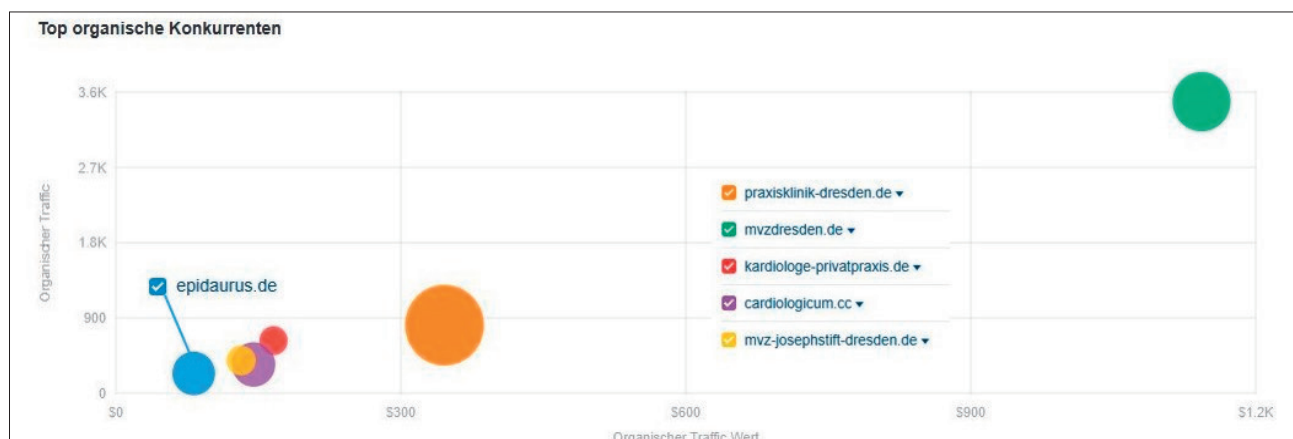 Top organische Konkurrenten
3.6K
2.7K
1.8K
900
0
Organischer Traffic
epidaurus.de
praxisklinik-dresden.de
mvzdresden.de
kardiologe-privatpraxis.de
cardiologicum.cc
mvz-josephstift-dresden.de
$0
$300
$600
$900
$1.2K
Organischer Traffic Wert